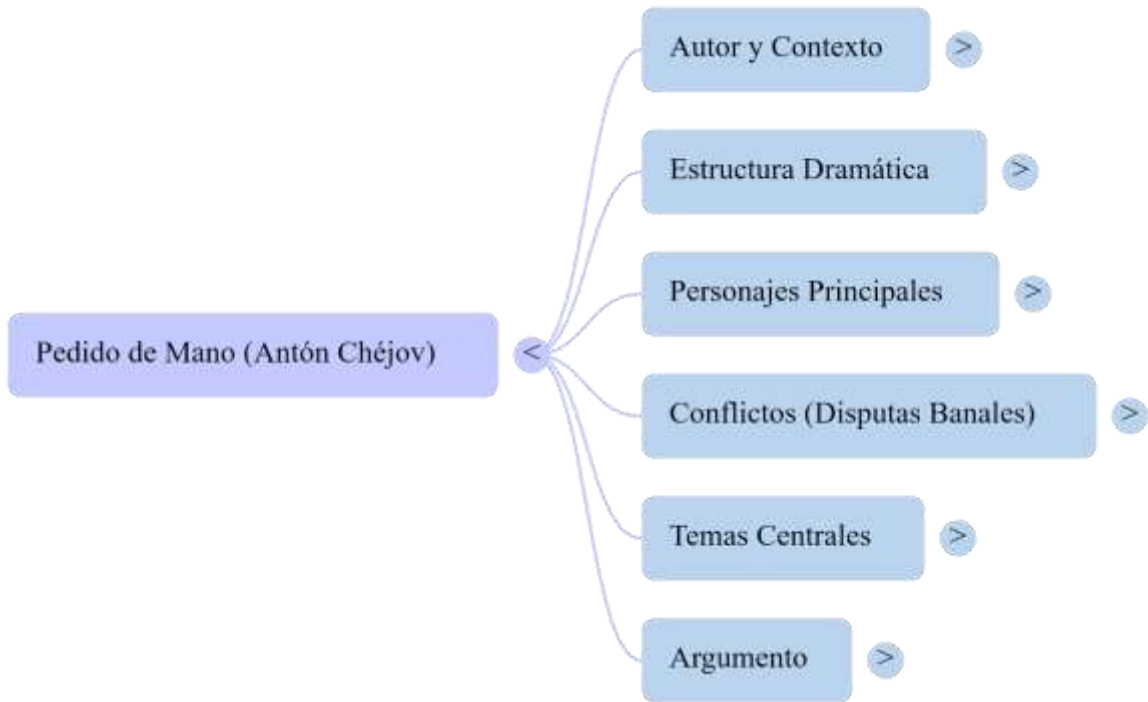 Autor y Contexto >
Estructura Dramática >
Personajes Principales >
Pedido de Mano (Antón Chéjov) <
Conflictos (Disputas Banales) >
Temas Centrales >
Argumento >